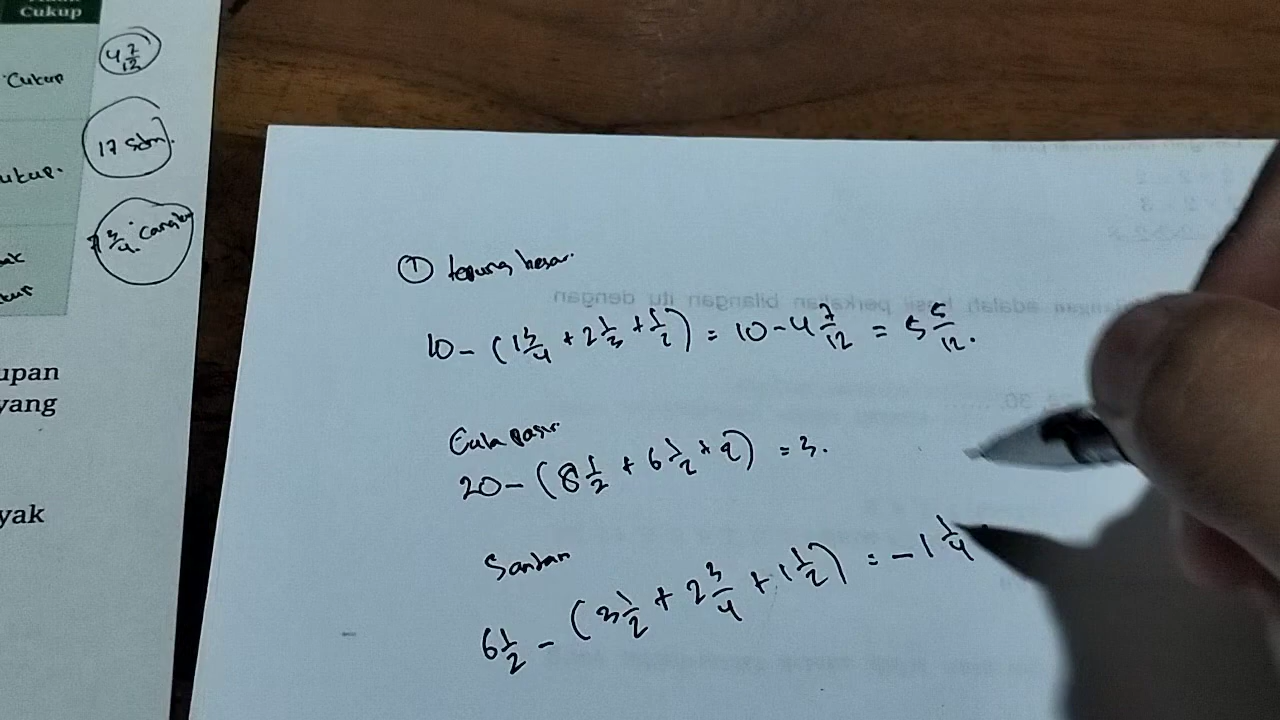 Cukup
4 7/12
Cukup
17 sdm.
ukup.
3/4 cangkir
ak
kup
upan
yang
yak
① tepung besar.
10 - (1 3/4 + 2 1/3 + 1/2) = 10 - 4 7/12 = 5 5/12.
Gula pasir
20 - (8 1/2 + 6 1/2 + 2) = 3.
Santan
6 1/2 - (3 1/2 + 2 3/4 + 1 1/2) = -1 1/4